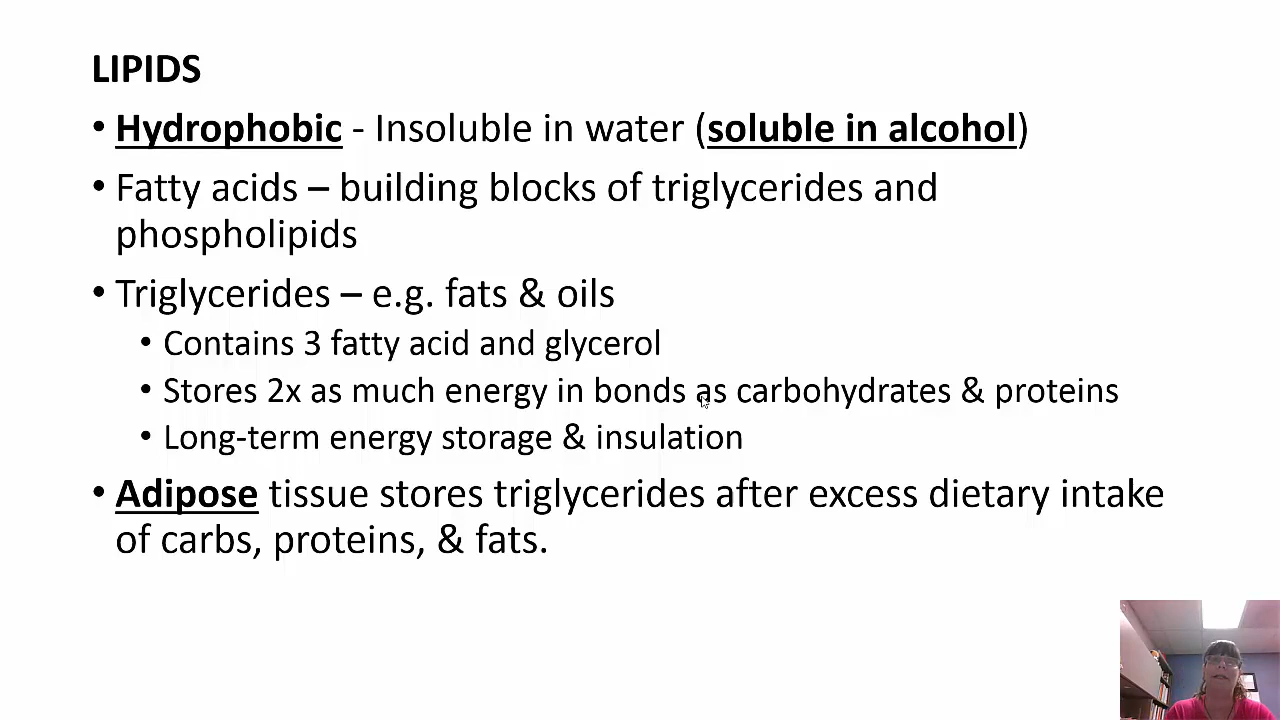 LIPIDS
• Hydrophobic - Insoluble in water (soluble in alcohol)
• Fatty acids – building blocks of triglycerides and
phospholipids
• Triglycerides – e.g. fats & oils
• Contains 3 fatty acid and glycerol
• Stores 2x as much energy in bonds as carbohydrates & proteins
• Long-term energy storage & insulation
• Adipose tissue stores triglycerides after excess dietary intake
of carbs, proteins, & fats.